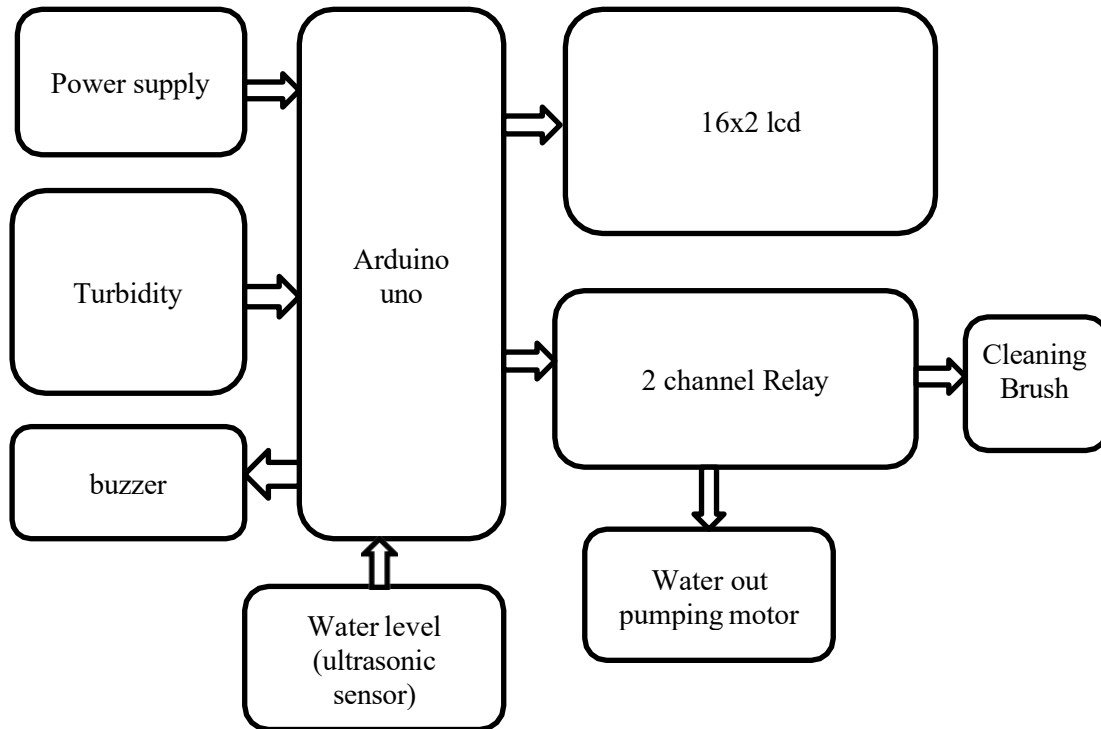 Power supply
16x2 lcd
Arduino
uno
Turbidity
2 channel Relay
Cleaning
Brush
buzzer
Water out
pumping motor
Water level
(ultrasonic
sensor)